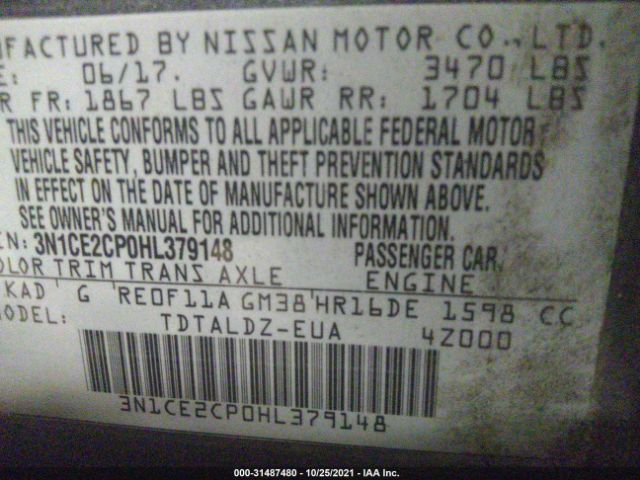 NUFACTURED BY NISSAN MOTOR CO., LTD.
E: 06/17. GVWR: 3470 LBS
R FR: 1867 LBS GAWR RR: 1704 LBS
THIS VEHICLE CONFORMS TO ALL APPLICABLE FEDERAL MOTOR
VEHICLE SAFETY, BUMPER AND THEFT PREVENTION STANDARDS
IN EFFECT ON THE DATE OF MANUFACTURE SHOWN ABOVE.
SEE OWNER'S MANUAL FOR ADDITIONAL INFORMATION.
N: 3N1CE2CP0HL379148 PASSENGER CAR
OLOR TRIM TRANS AXLE ENGINE
KAD G RE0F11A GM38 HR16DE 1598 CC
MODEL: TDTALDZ-EUA 4Z000
3N1CE2CP0HL379148
000-31487480 - 10/25/2021 - IAA Inc.